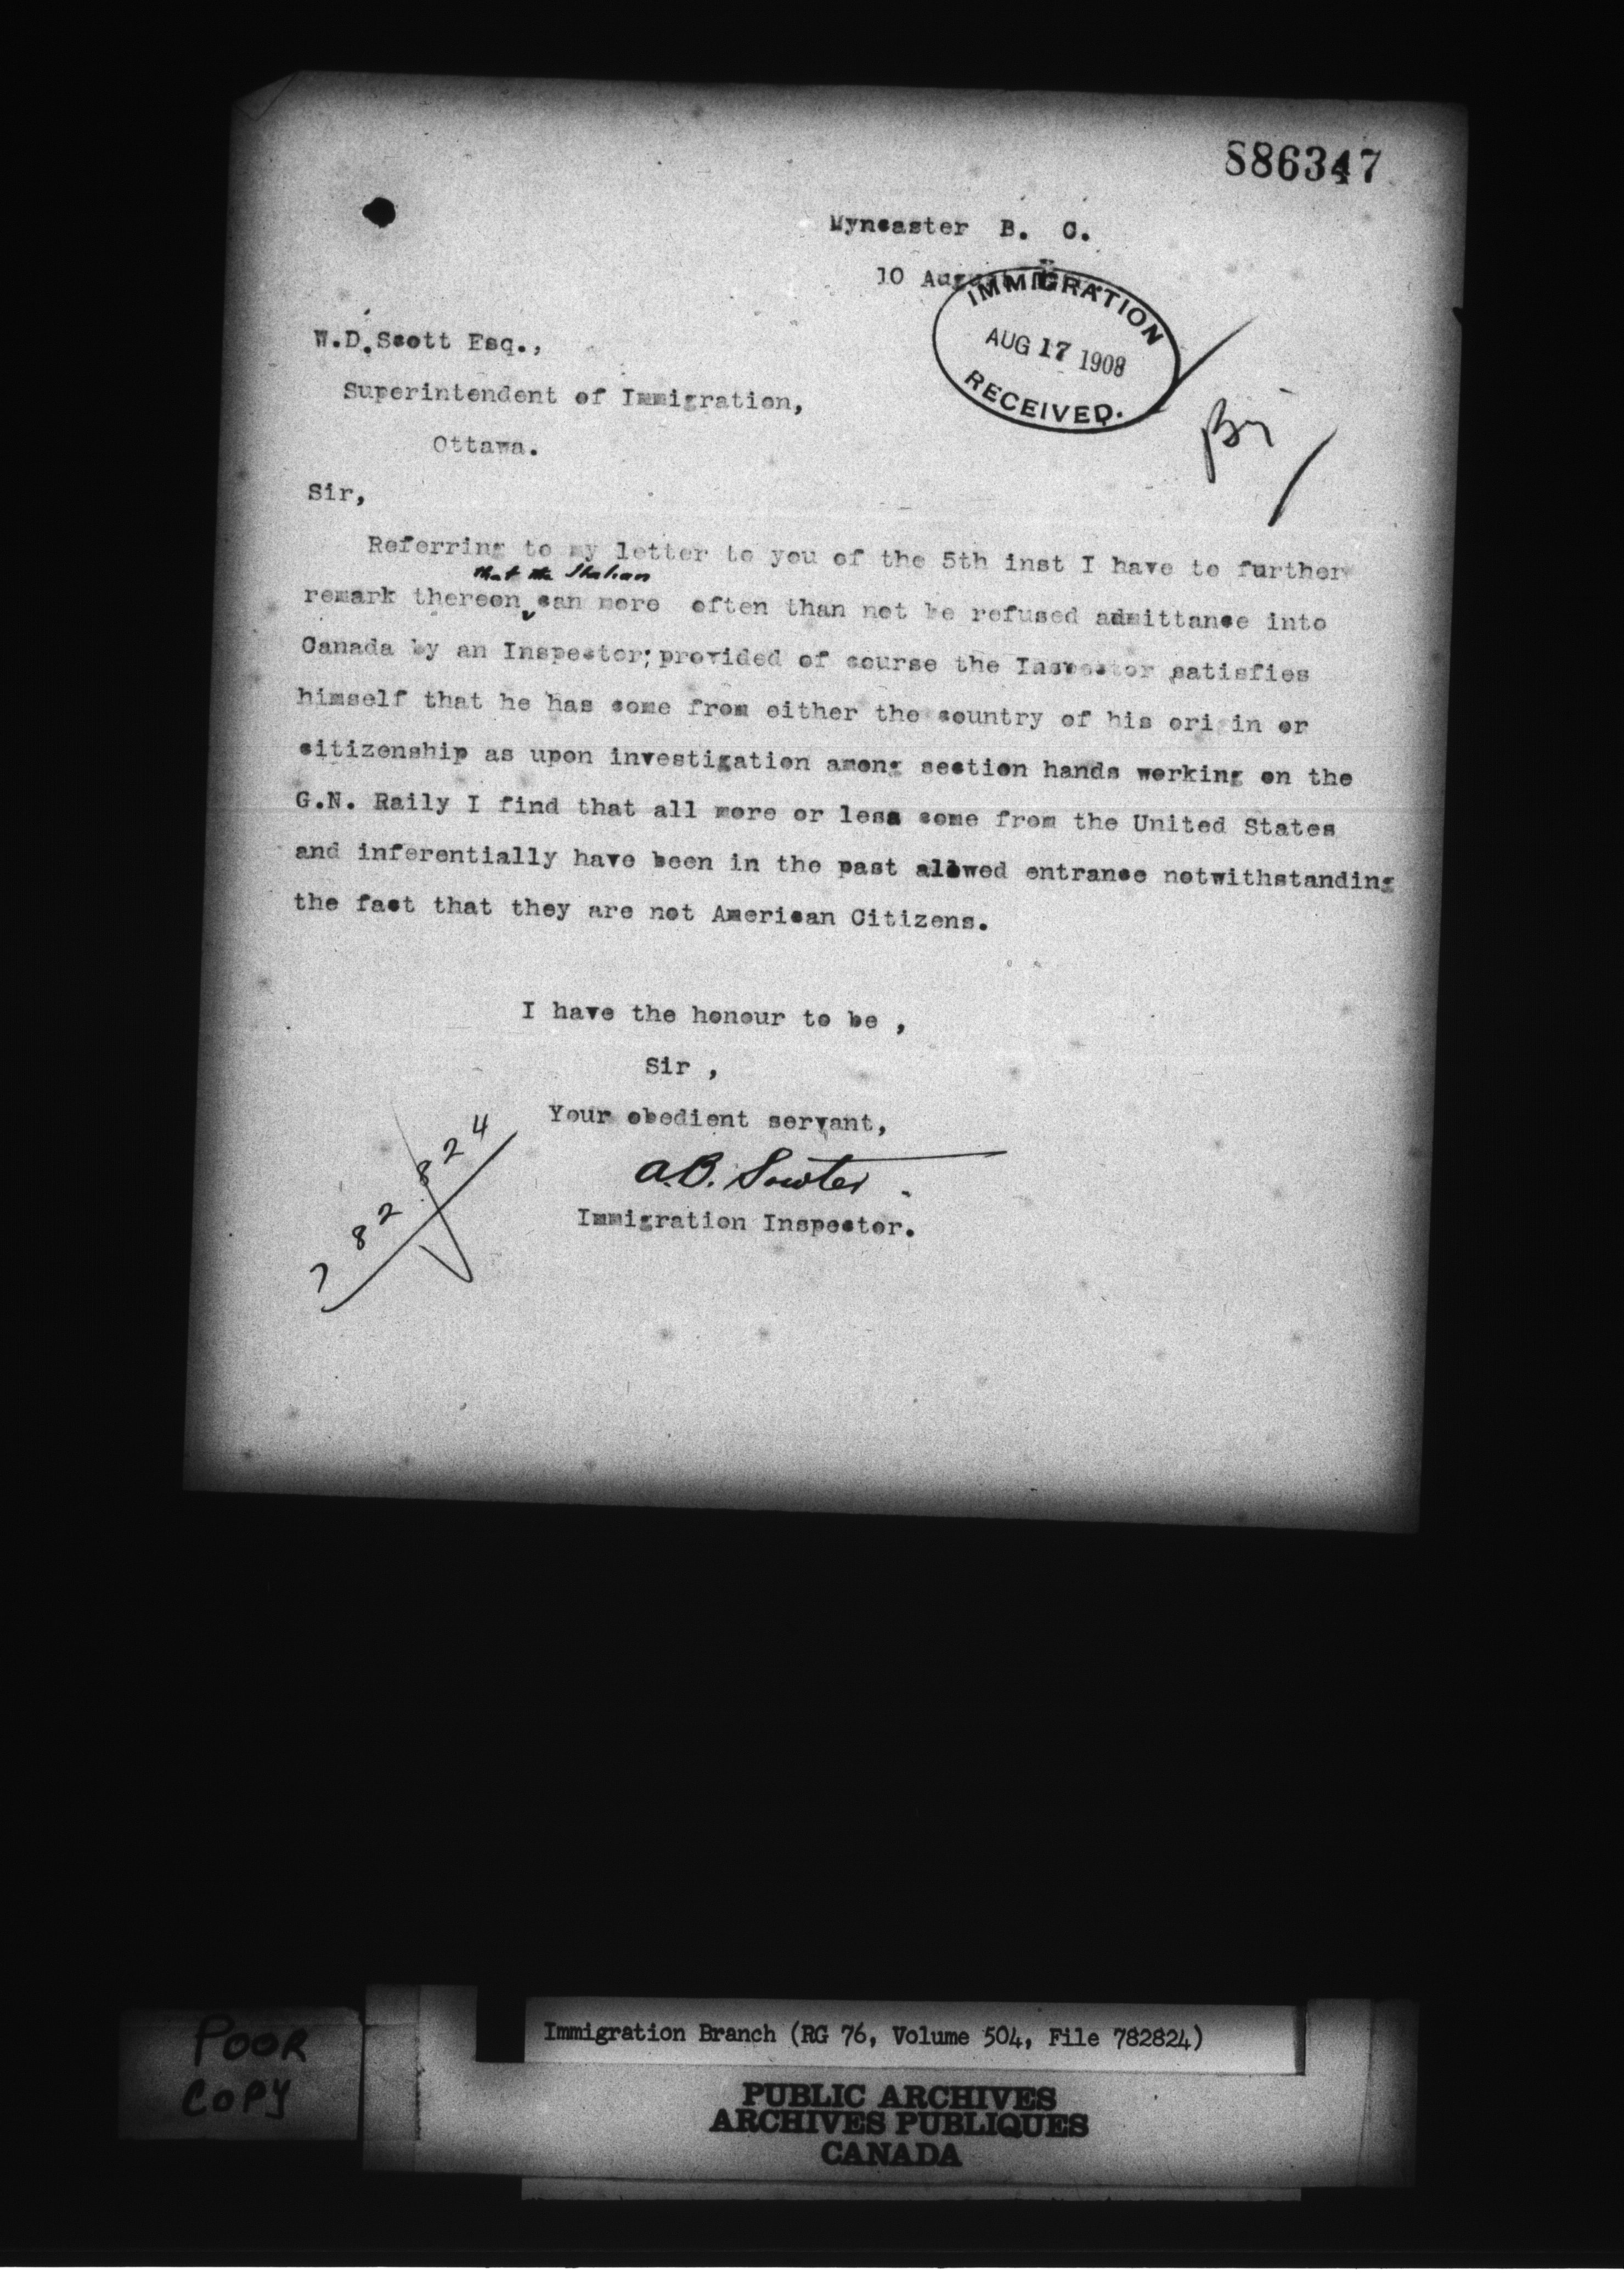 886347
Myncaster B. C.
10 August
IMMIGRATION
AUG 17 1908
RECEIVED.
W.D.Scott Esq.,
Superintendent of Immigration,
Ottawa.
Sir,
Referring to my letter to you of the 5th inst I have to further
that the Italian
remark thereon can more often than not be refused admittance into
Canada by an Inspector; provided of course the Inspector satisfies
himself that he has come from either the country of his origin or
citizenship as upon investigation among section hands working on the
G.N. Raily I find that all more or less come from the United States
and inferentially have been in the past allowed entrance notwithstanding
the fact that they are not American Citizens.
I have the honour to be ,
Sir ,
Your obedient servant,
A.B. Sowter.
Immigration Inspector.
782824
POOR
COPY
Immigration Branch (RG 76, Volume 504, File 782824)
PUBLIC ARCHIVES
ARCHIVES PUBLIQUES
CANADA